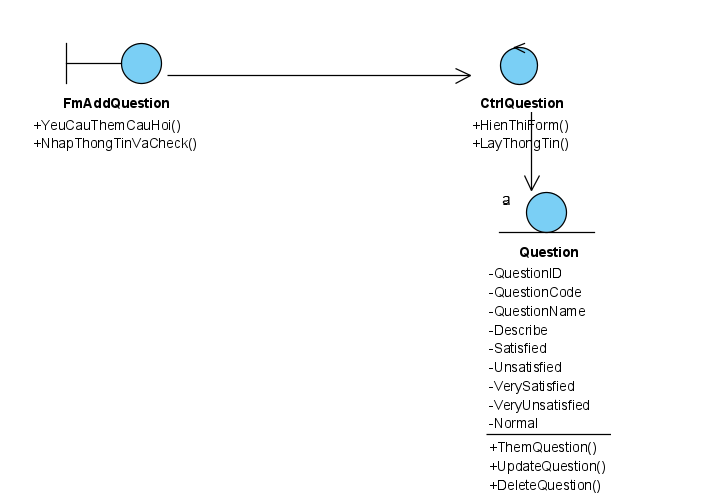 FmAddQuestion
+YeuCauThemCauHoi()
+NhapThongTinVaCheck()
CtrlQuestion
+HienThiForm()
+LayThongTin()
a
Question
-QuestionID
-QuestionCode
-QuestionName
-Describe
-Satisfied
-Unsatisfied
-VerySatisfied
-VeryUnsatisfied
-Normal
+ThemQuestion()
+UpdateQuestion()
+DeleteQuestion()